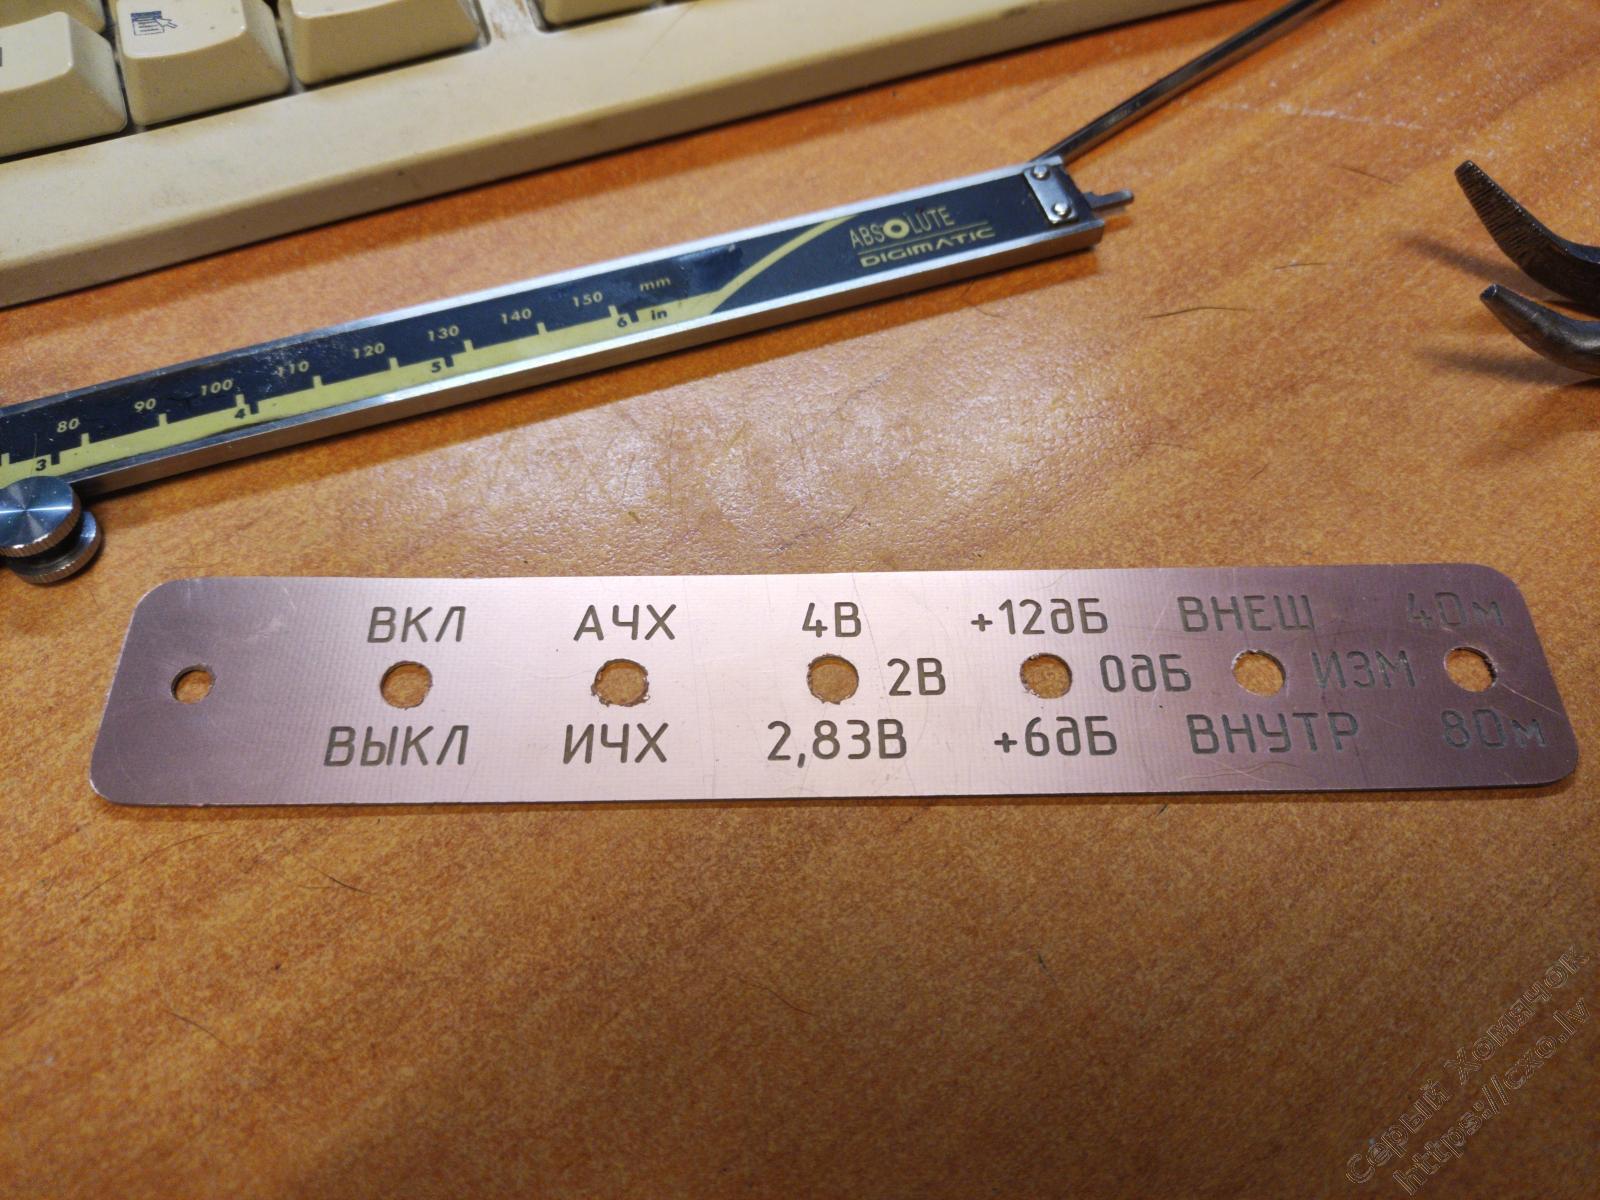 ABSOLUTE
DIGIMATIC
80 90 100 110 120 130 140 150 mm
3 4 5 6 in
ВКЛ АЧХ 4В +12дБ ВНЕШ 40м
2В 0дБ ИЗМ
ВЫКЛ ИЧХ 2,83В +6дБ ВНУТР 80м
Серый Хомячок
https://cxo.lv